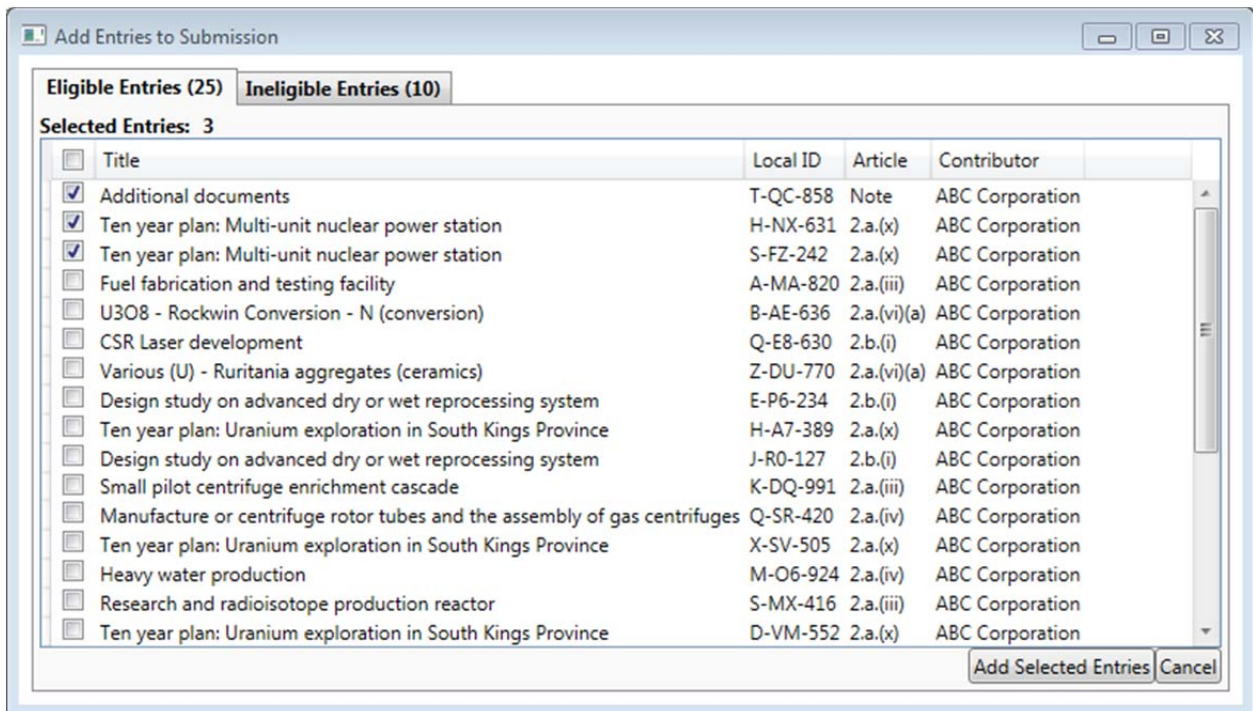 Add Entries to Submission
Eligible Entries (25) Ineligible Entries (10)
Selected Entries: 3
Title Local ID Article Contributor
Additional documents T-QC-858 Note ABC Corporation
Ten year plan: Multi-unit nuclear power station H-NX-631 2.a.(x) ABC Corporation
Ten year plan: Multi-unit nuclear power station S-FZ-242 2.a.(x) ABC Corporation
Fuel fabrication and testing facility A-MA-820 2.a.(iii) ABC Corporation
U3O8 - Rockwin Conversion - N (conversion) B-AE-636 2.a.(vi)(a) ABC Corporation
CSR Laser development Q-E8-630 2.b.(i) ABC Corporation
Various (U) - Ruritania aggregates (ceramics) Z-DU-770 2.a.(vi)(a) ABC Corporation
Design study on advanced dry or wet reprocessing system E-P6-234 2.b.(i) ABC Corporation
Ten year plan: Uranium exploration in South Kings Province H-A7-389 2.a.(x) ABC Corporation
Design study on advanced dry or wet reprocessing system J-R0-127 2.b.(i) ABC Corporation
Small pilot centrifuge enrichment cascade K-DQ-991 2.a.(iii) ABC Corporation
Manufacture or centrifuge rotor tubes and the assembly of gas centrifuges Q-SR-420 2.a.(iv) ABC Corporation
Ten year plan: Uranium exploration in South Kings Province X-SV-505 2.a.(x) ABC Corporation
Heavy water production M-O6-924 2.a.(iv) ABC Corporation
Research and radioisotope production reactor S-MX-416 2.a.(iii) ABC Corporation
Ten year plan: Uranium exploration in South Kings Province D-VM-552 2.a.(x) ABC Corporation
Add Selected Entries Cancel